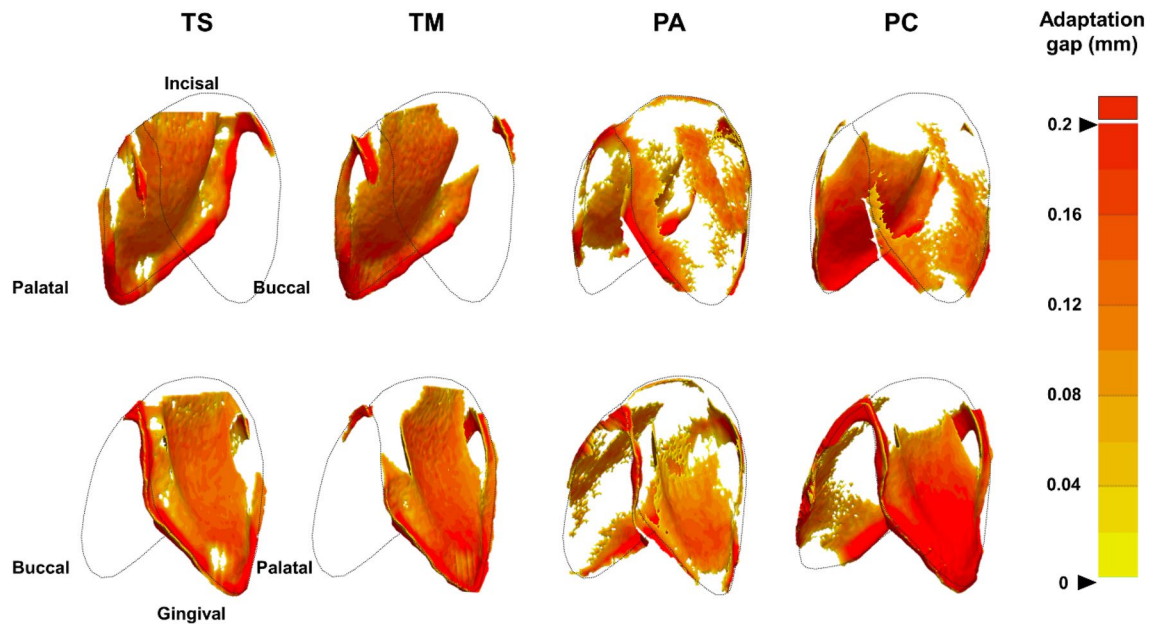 TS
TM
PA
PC
Adaptation
gap (mm)
Incisal
0.2
0.16
0.12
0.08
0.04
0
Palatal
Buccal
Buccal
Palatal
Gingival